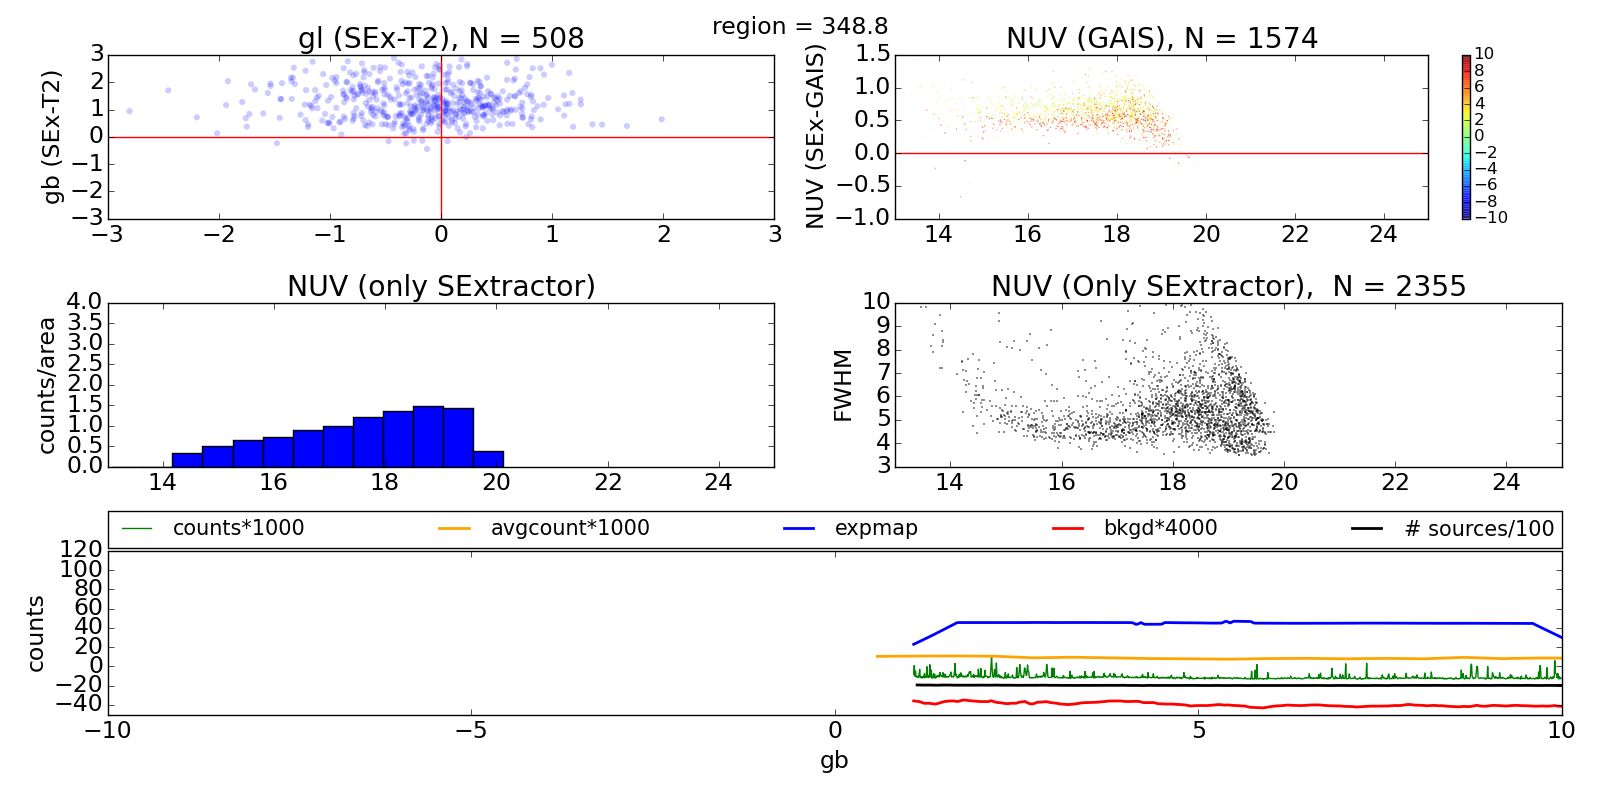 region = 348.8
gl (SEx-T2), N = 508
gb (SEx-T2)
3
2
1
0
−1
−2
−3
−3 −2 −1 0 1 2 3
NUV (GAIS), N = 1574
NUV (SEx-GAIS)
1.5
1.0
0.5
0.0
−0.5
−1.0
14 16 18 20 22 24
10
8
6
4
2
0
−2
−4
−6
−8
−10
NUV (only SExtractor)
counts/area
4.0
3.5
3.0
2.5
2.0
1.5
1.0
0.5
0.0
14 16 18 20 22 24
NUV (Only SExtractor), N = 2355
FWHM
10
9
8
7
6
5
4
3
14 16 18 20 22 24
counts*1000 avgcount*1000 expmap bkgd*4000 # sources/100
counts
120
100
80
60
40
20
0
−20
−40
−10 −5 0 5 10
gb